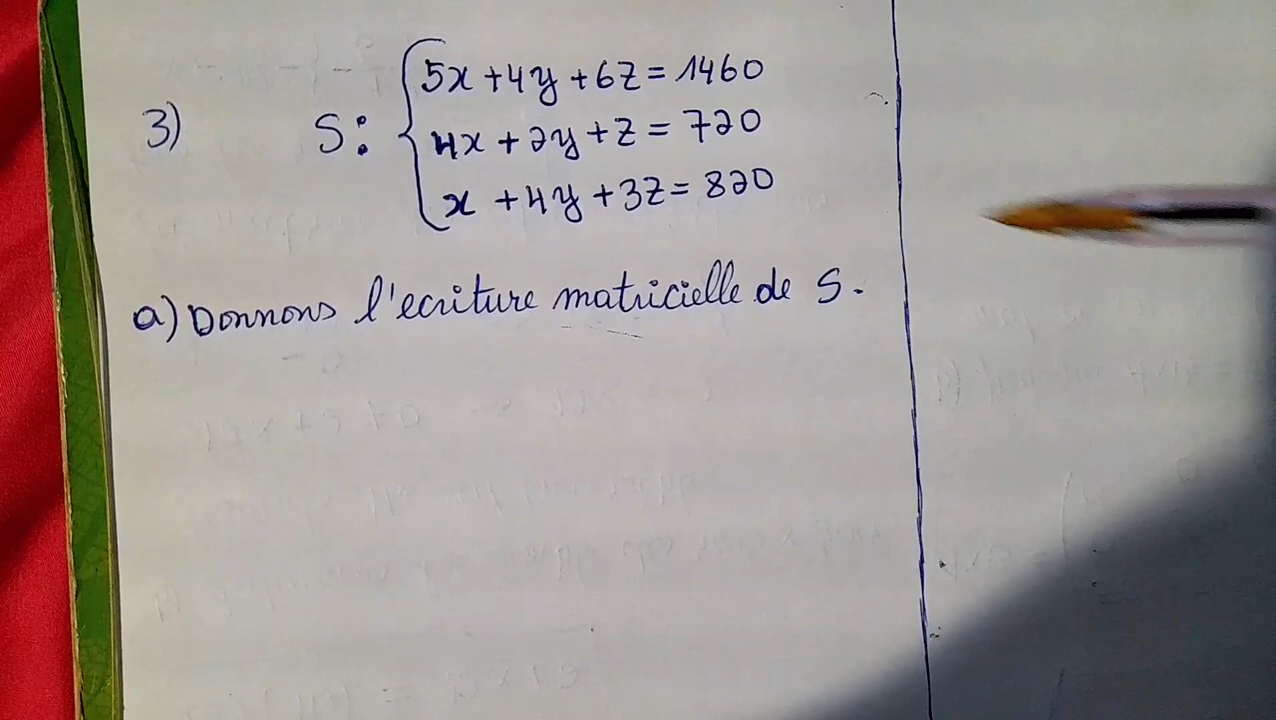 3) S: { 5x + 4y + 6z = 1460
4x + 2y + z = 720
x + 4y + 3z = 820
a) Donnons l'ecriture matricielle de S.